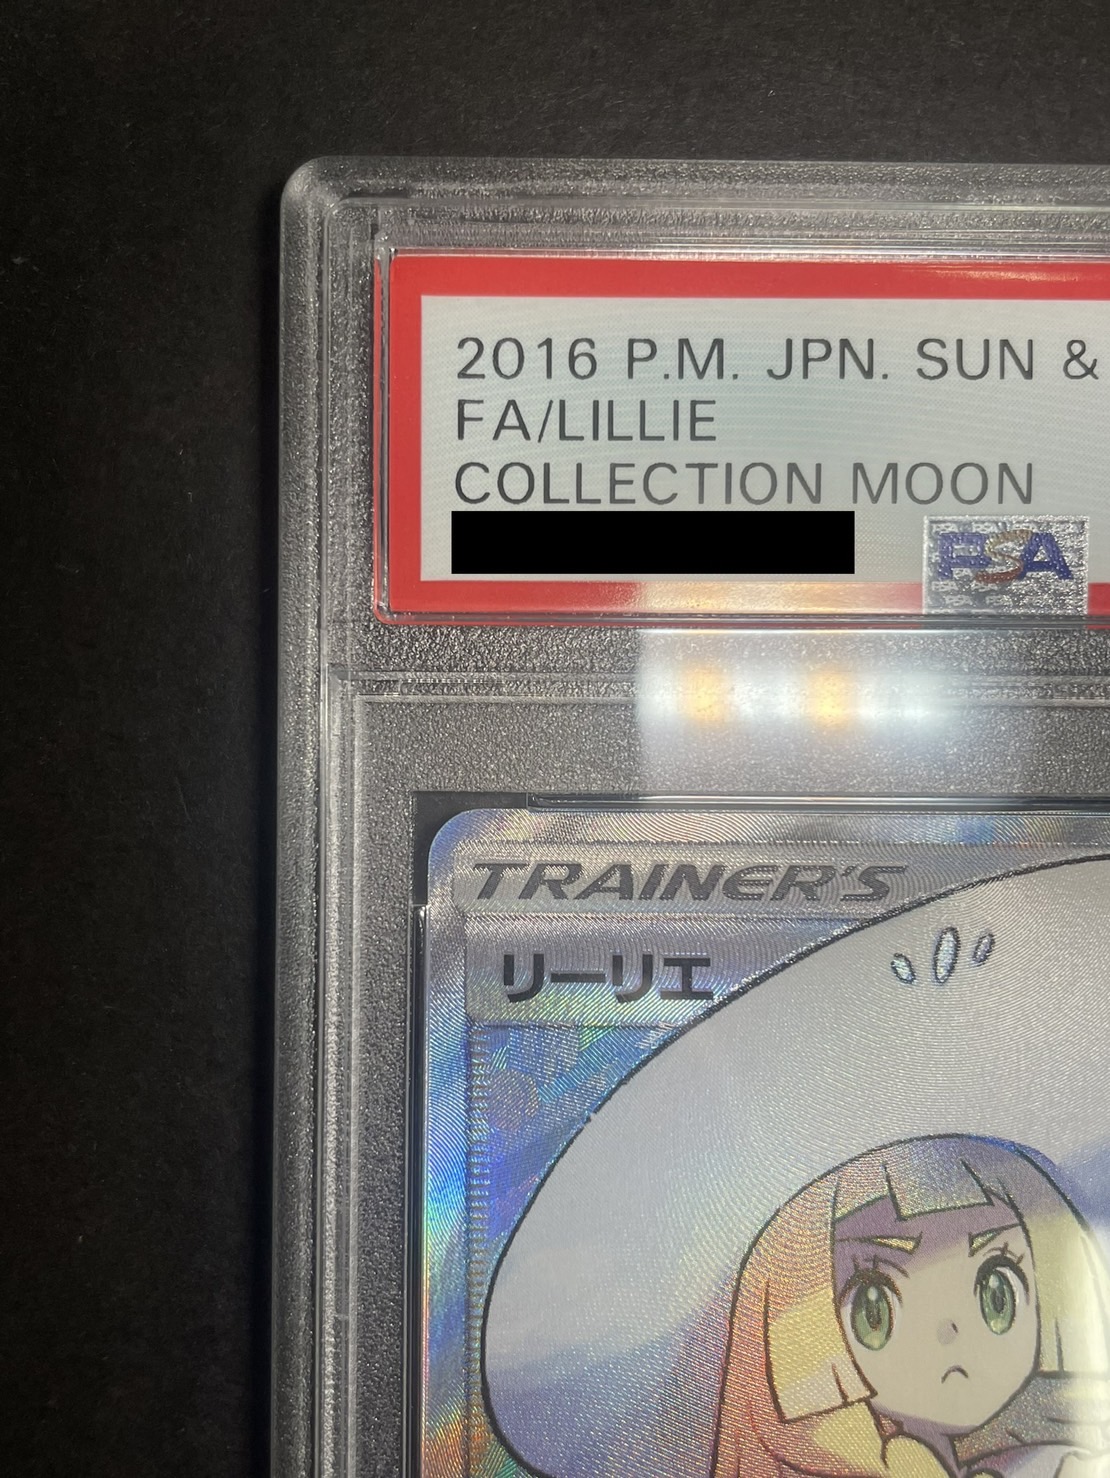 2016 P.M. JPN. SUN &
FA/LILLIE
COLLECTION MOON
PSA
TRAINER'S
リーリエ